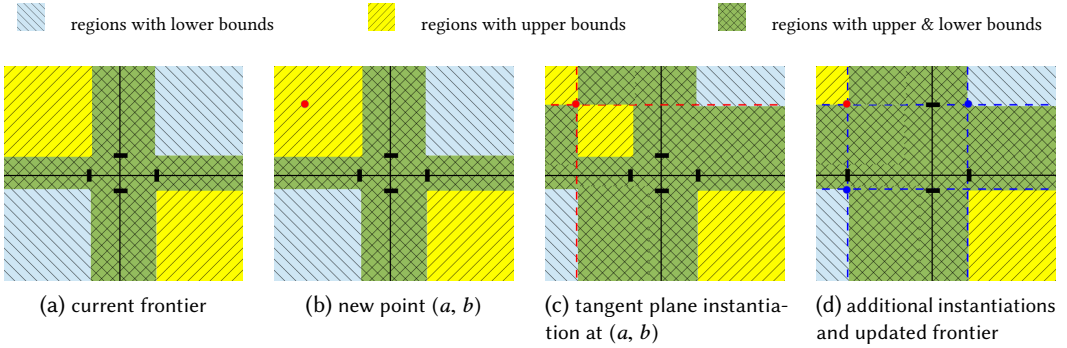 regions with lower bounds
regions with upper bounds
regions with upper & lower bounds
(a) current frontier
(b) new point (a, b)
(c) tangent plane instantia-
tion at (a, b)
(d) additional instantiations
and updated frontier